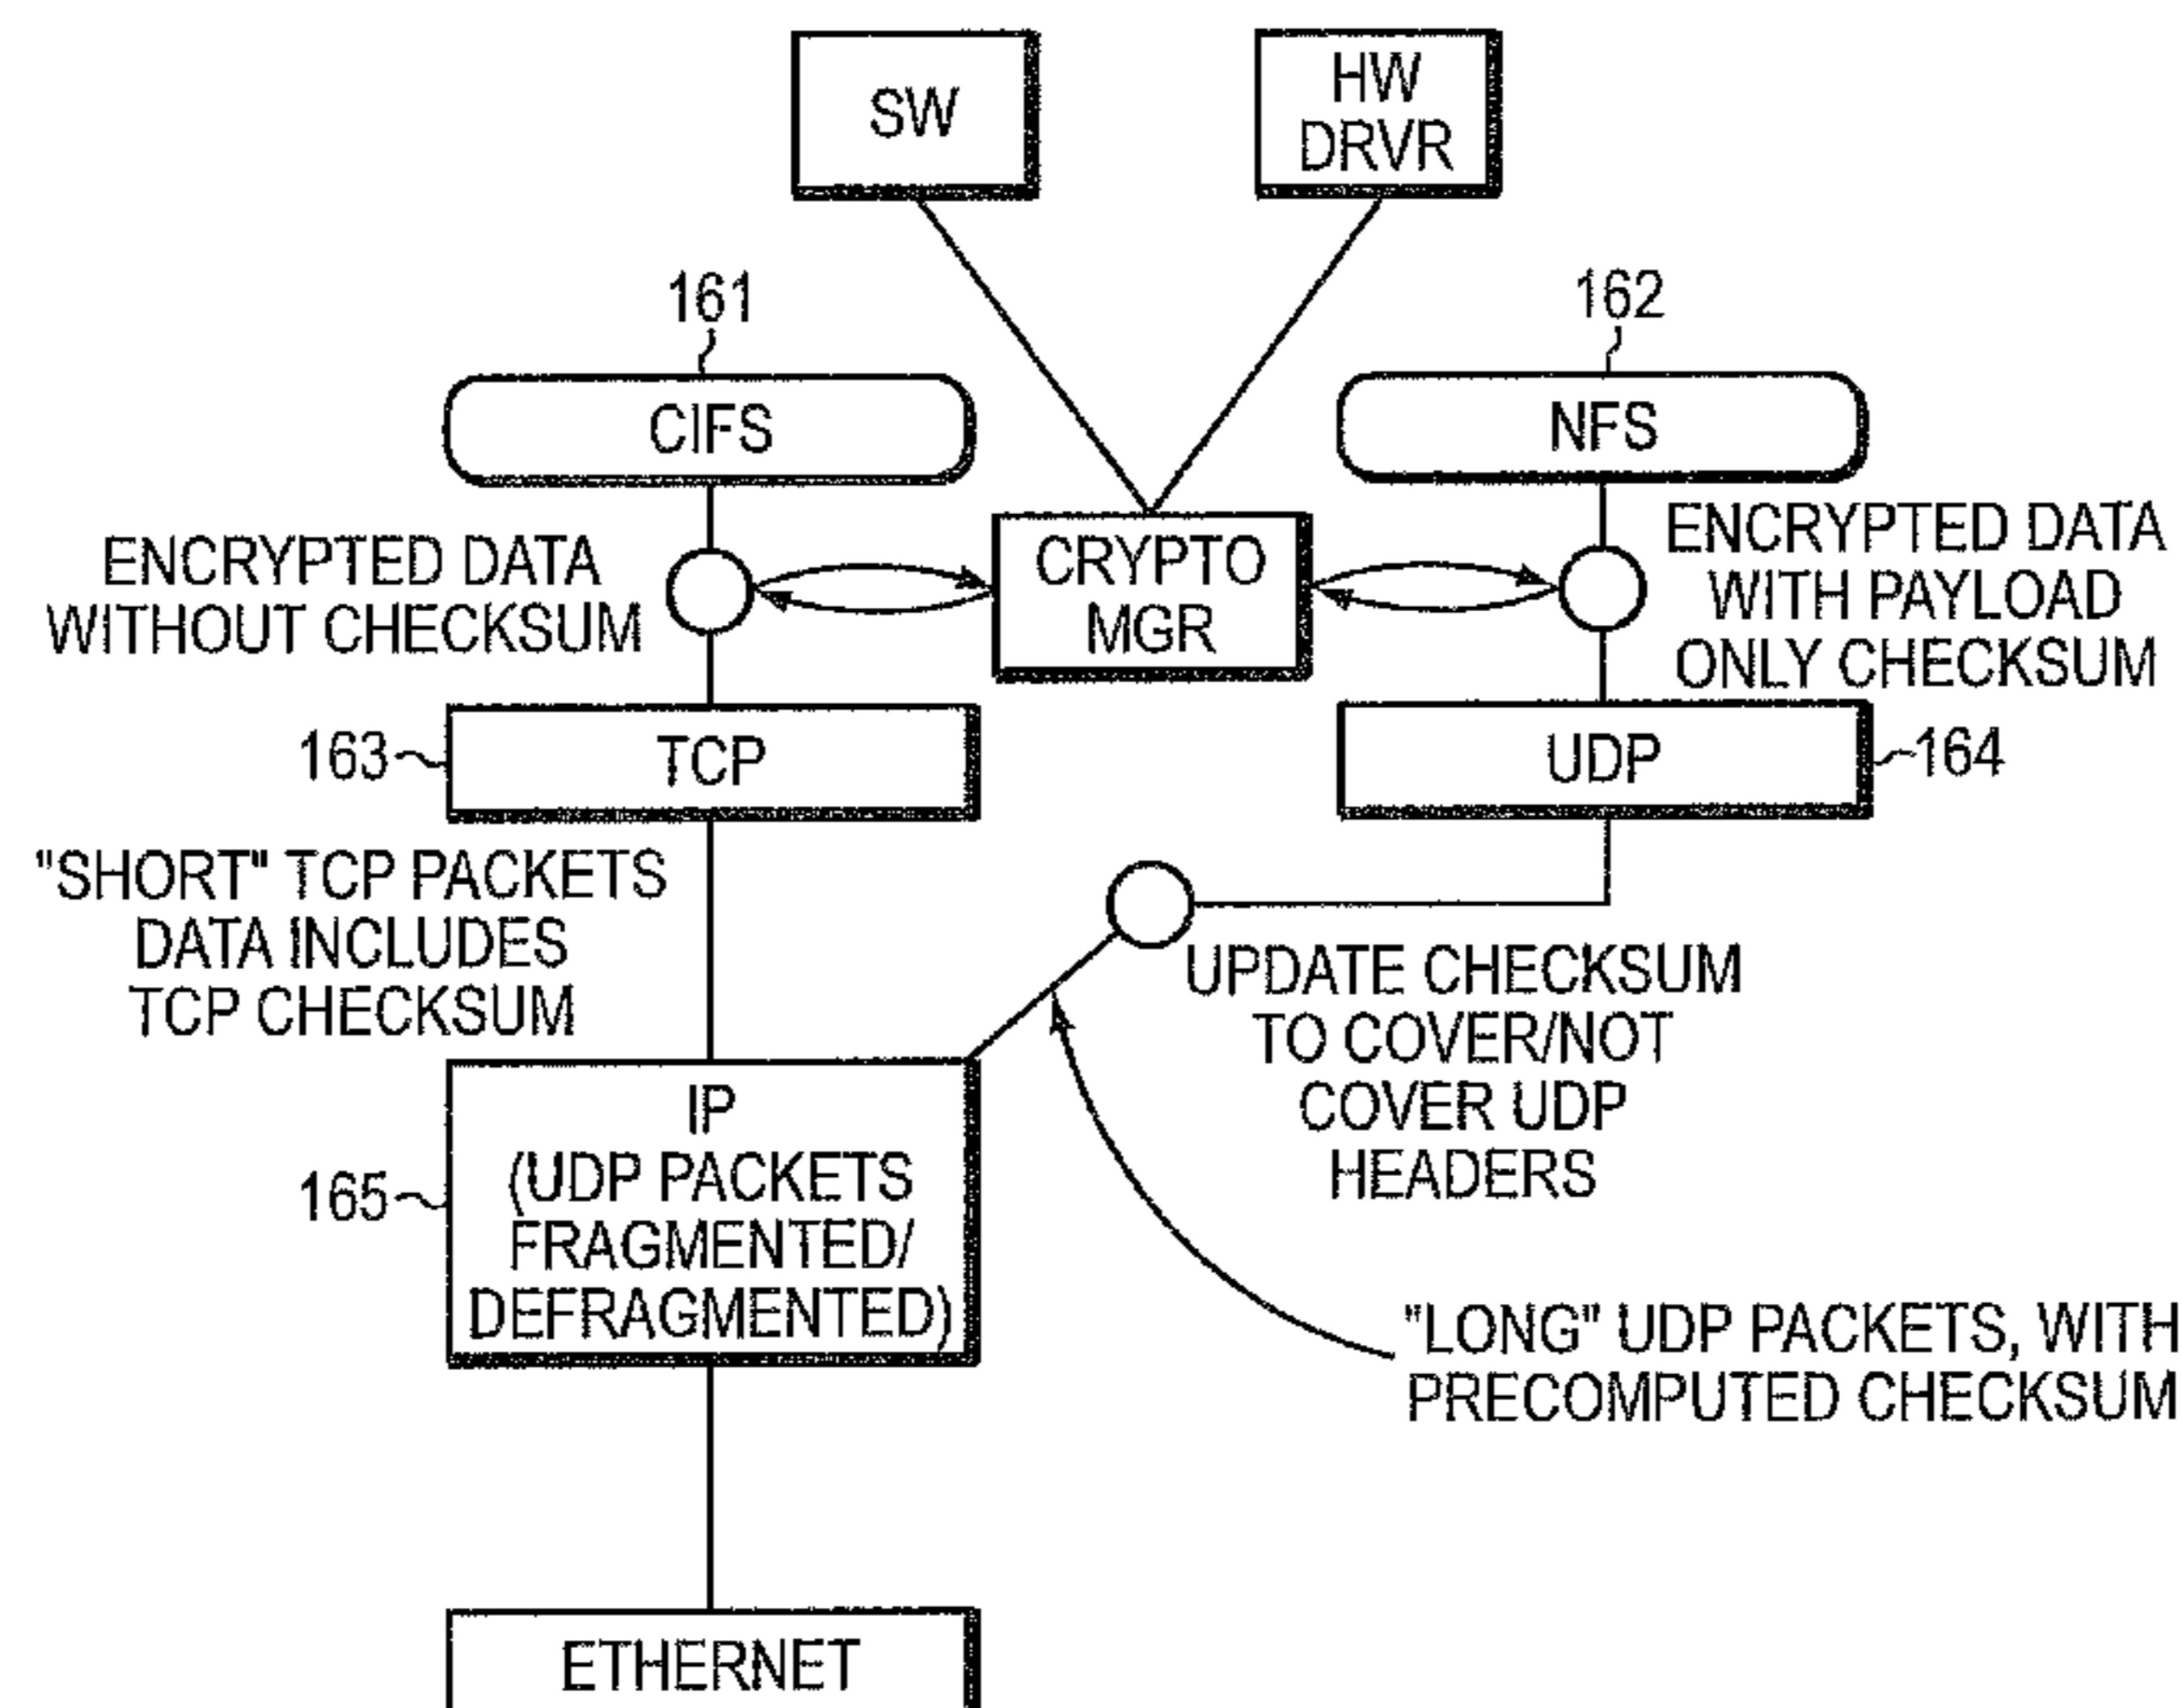 SW
HW
DRVR
161
162
CIFS
NFS
ENCRYPTED DATA
WITHOUT CHECKSUM
CRYPTO
MGR
ENCRYPTED DATA
WITH PAYLOAD
ONLY CHECKSUM
163
TCP
UDP
164
"SHORT" TCP PACKETS
DATA INCLUDES
TCP CHECKSUM
UPDATE CHECKSUM
TO COVER/NOT
COVER UDP
HEADERS
165
IP
(UDP PACKETS
FRAGMENTED/
DEFRAGMENTED)
"LONG" UDP PACKETS, WITH
PRECOMPUTED CHECKSUM
ETHERNET